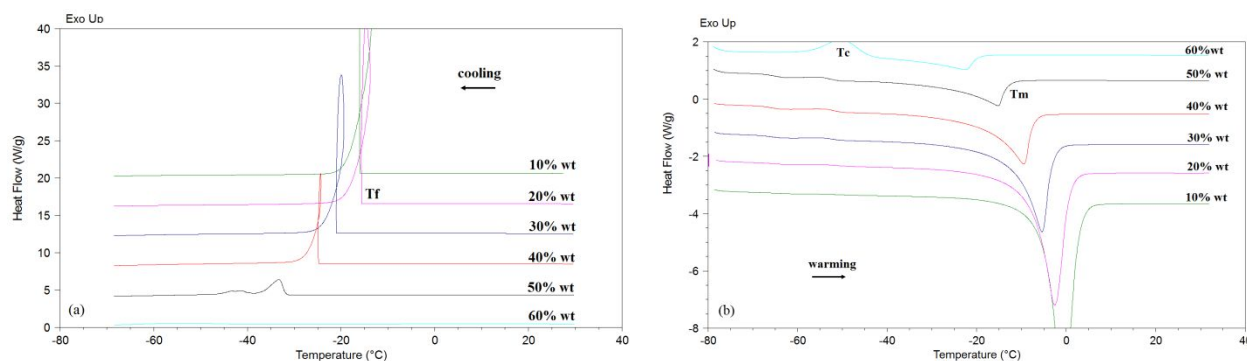 Exo Up
40
35
30
25
20
15
10
5
0
Heat Flow (W/g)
cooling
10% wt
Tf
20% wt
30% wt
40% wt
50% wt
60% wt
(a)
-80 -60 -40 -20 0 20 40
Temperature (°C)
Exo Up
2
0
-2
-4
-6
-8
Heat Flow (W/g)
Tc
60%wt
50% wt
Tm
40% wt
30% wt
20% wt
10% wt
warming
(b)
-80 -60 -40 -20 0 20 40
Temperature (°C)